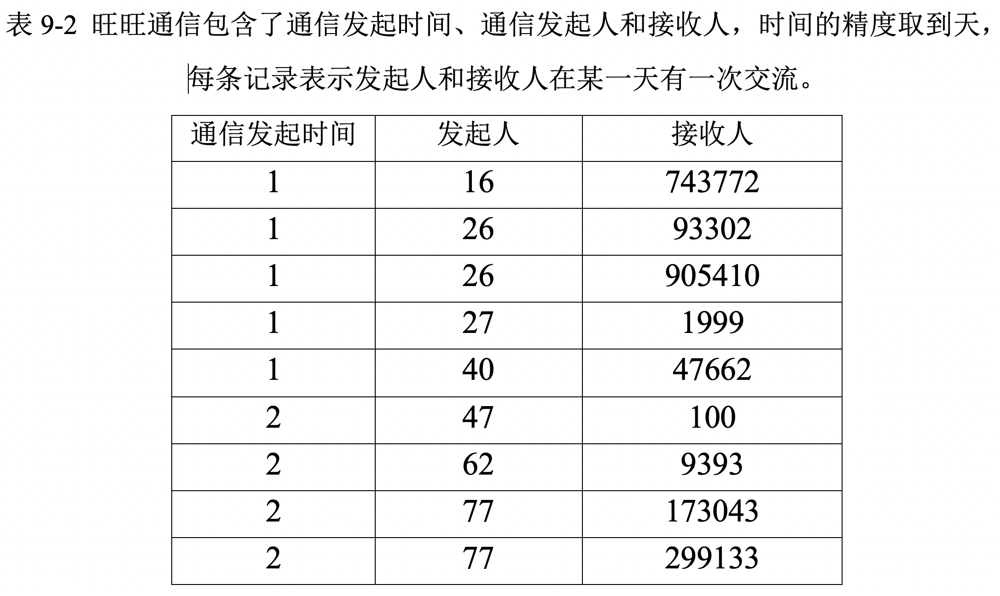 表 9-2 旺旺通信包含了通信发起时间、通信发起人和接收人，时间的精度取到天，
每条记录表示发起人和接收人在某一天有一次交流。
通信发起时间 发起人 接收人
1 16 743772
1 26 93302
1 26 905410
1 27 1999
1 40 47662
2 47 100
2 62 9393
2 77 173043
2 77 299133